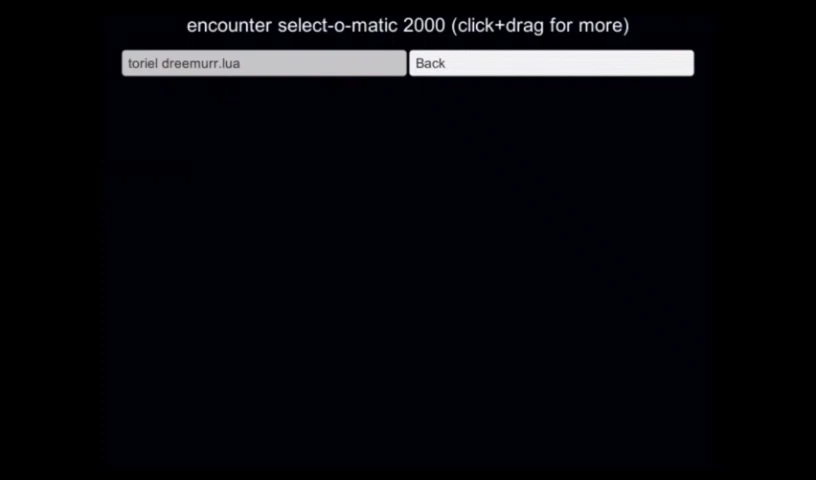 encounter select-o-matic 2000 (click+drag for more)
toriel dreemurr.lua
Back